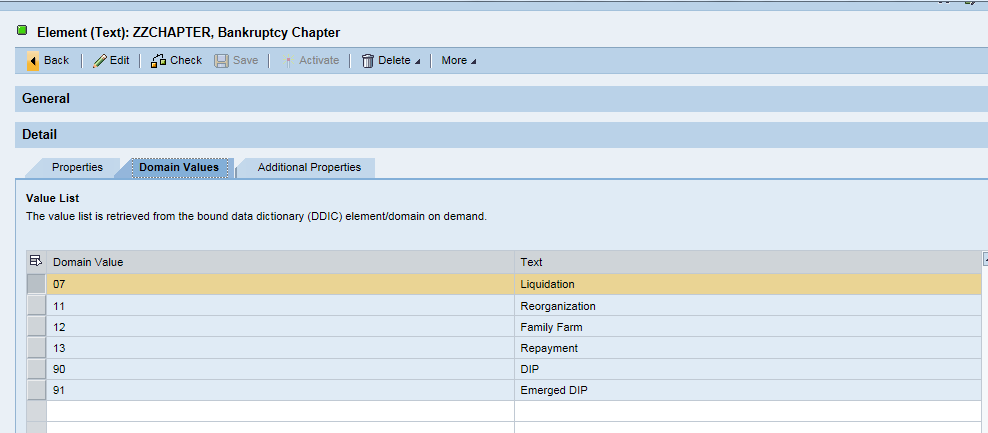 Element (Text): ZZCHAPTER, Bankruptcy Chapter
Back Edit Check Save Activate Delete More
General
Detail
Properties Domain Values Additional Properties
Value List
The value list is retrieved from the bound data dictionary (DDIC) element/domain on demand.
Domain Value Text
07 Liquidation
11 Reorganization
12 Family Farm
13 Repayment
90 DIP
91 Emerged DIP